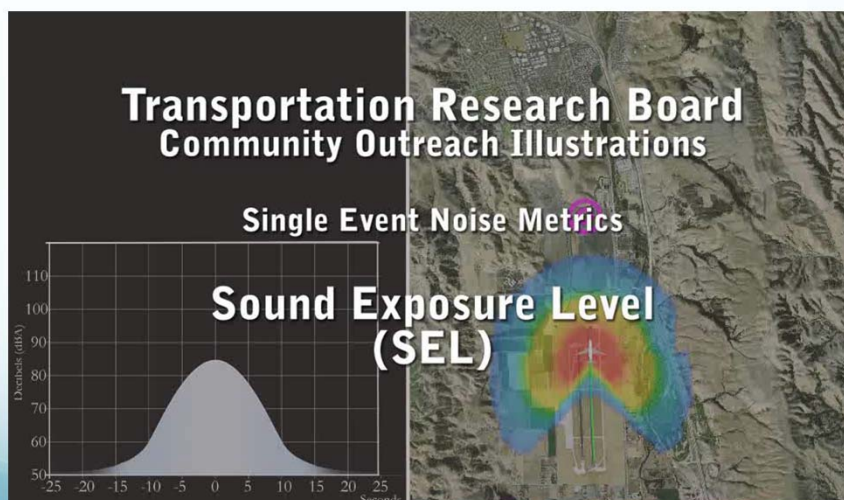 Transportation Research Board
Community Outreach Illustrations
Single Event Noise Metrics
Sound Exposure Level
(SEL)
Decibels (dBA)
110
100
90
80
70
60
50
-25 -20 -15 -10 -5 0 5 10 15 20 25
Seconds